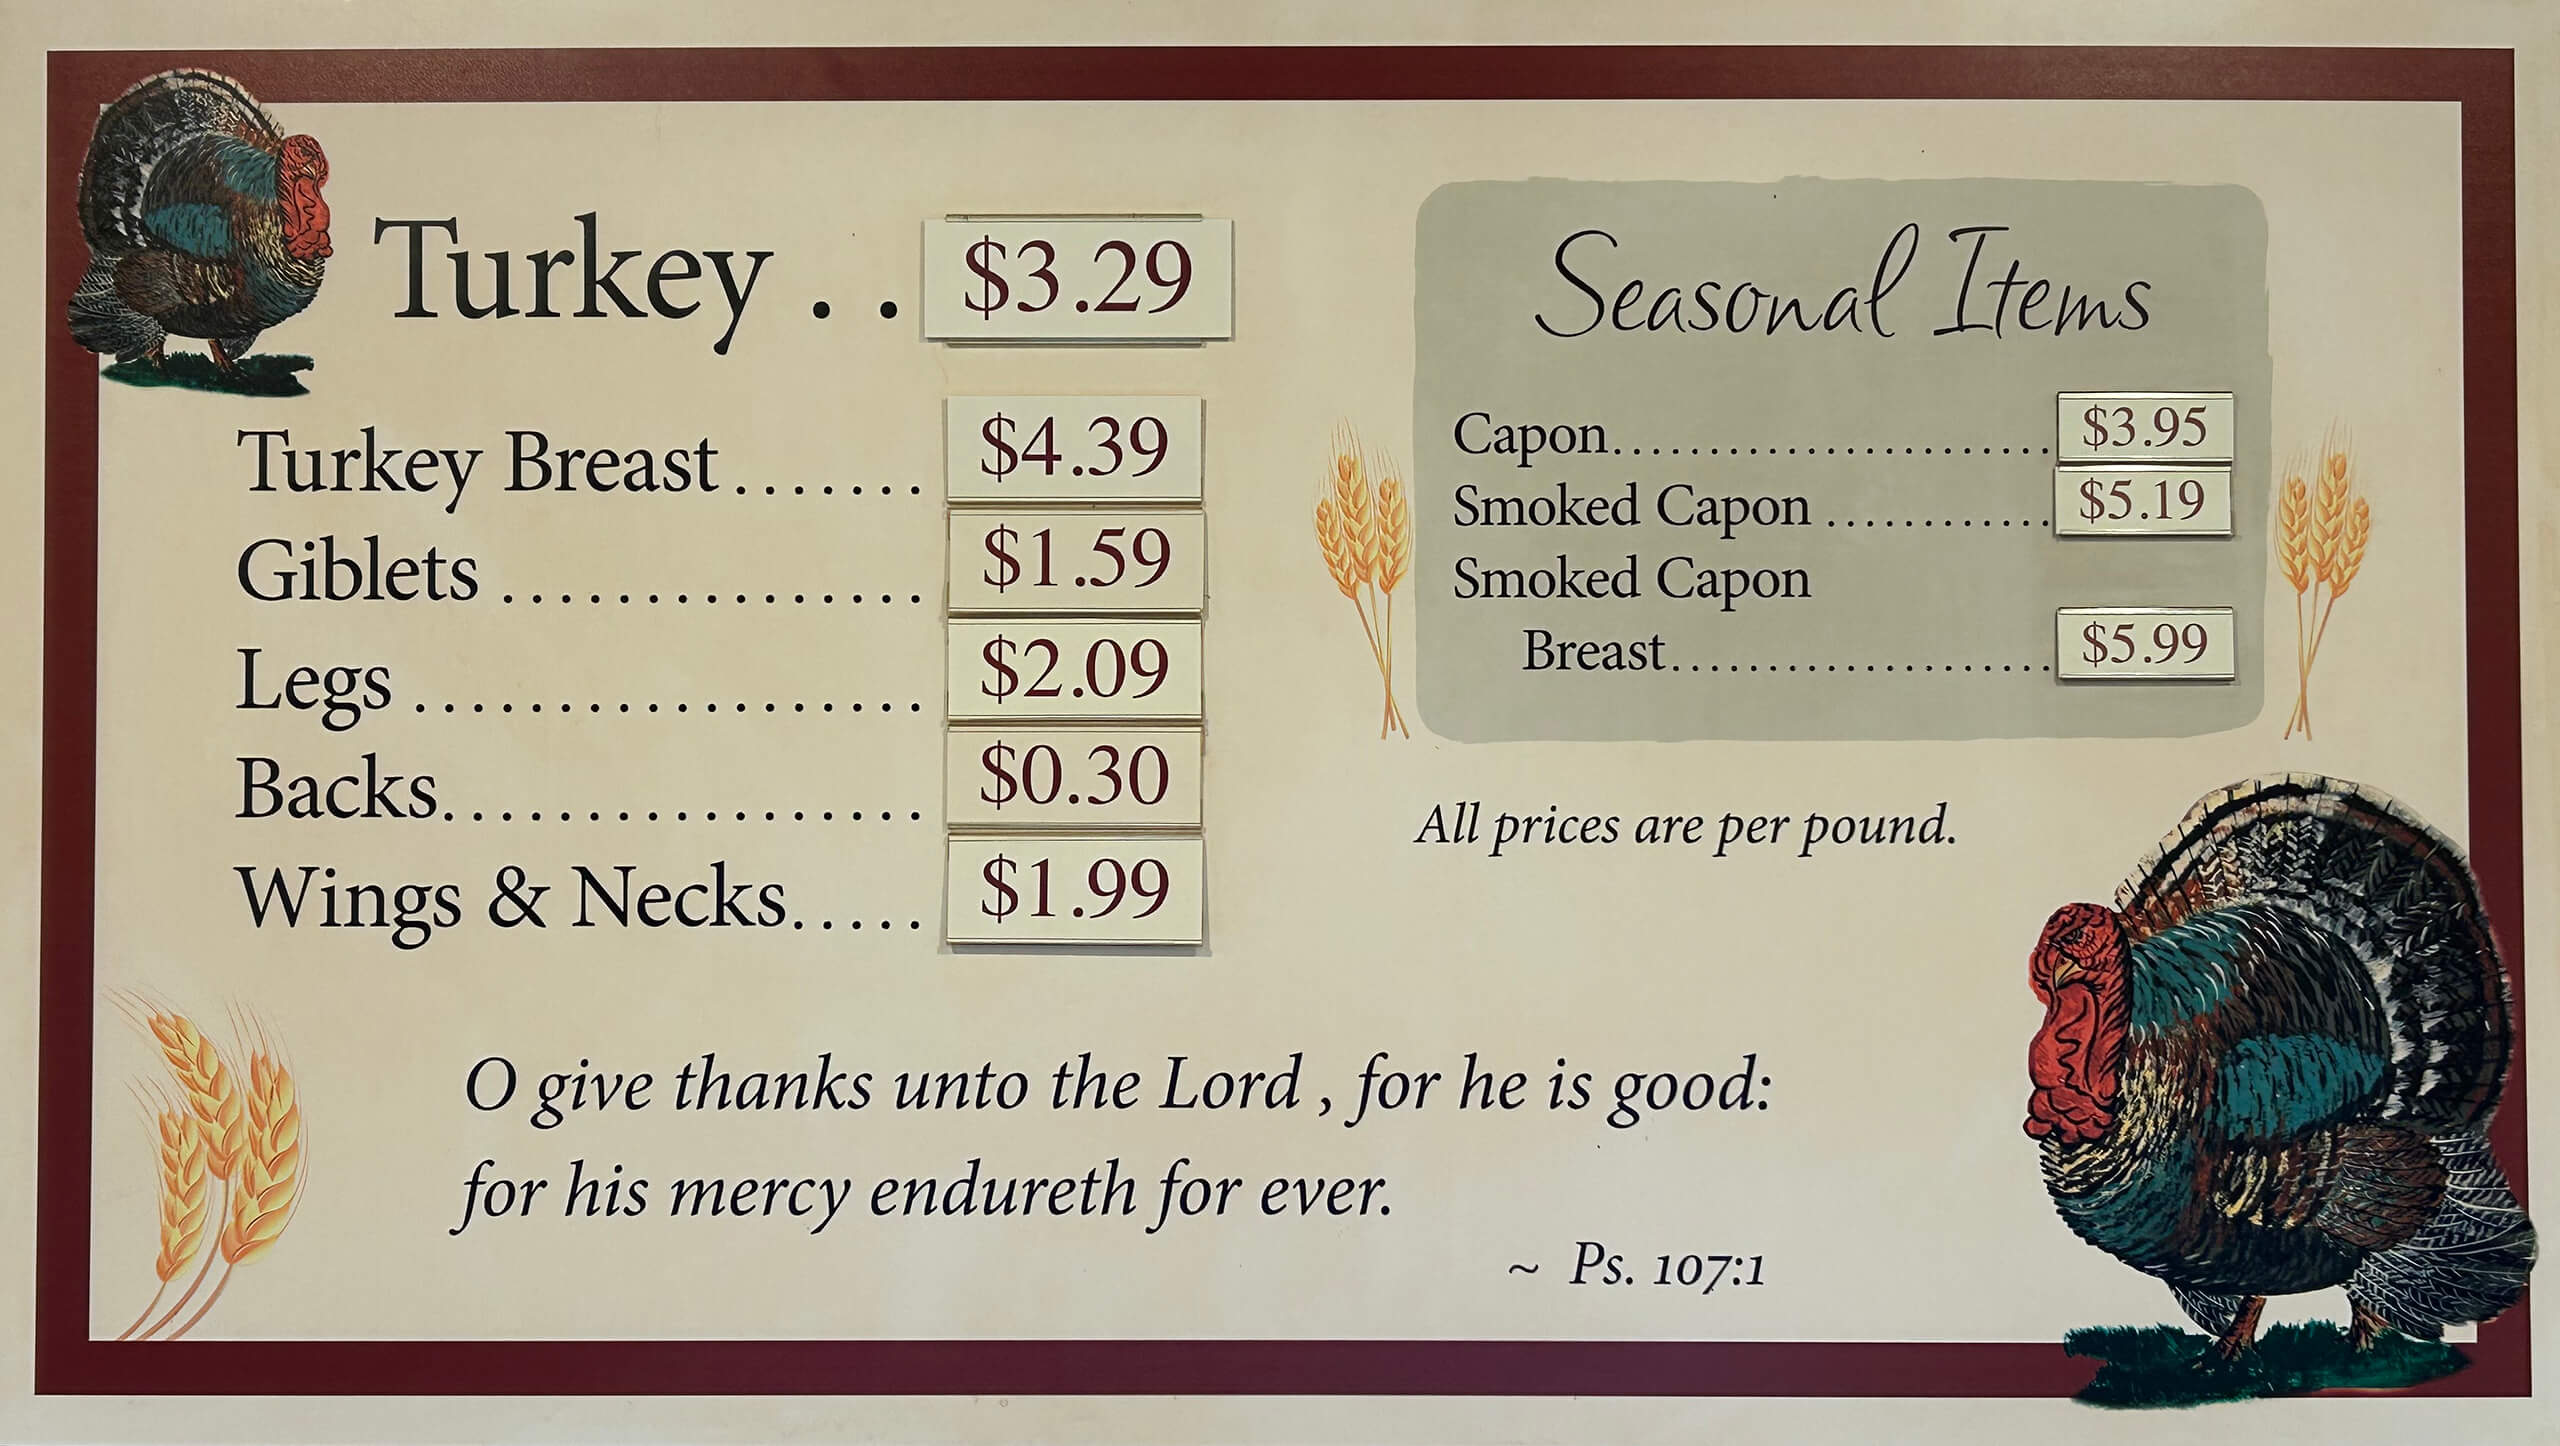 Turkey . . $3.29
Turkey Breast ....... $4.39
Giblets ............... $1.59
Legs .................. $2.09
Backs................. $0.30
Wings & Necks..... $1.99
Seasonal Items
Capon....................... $3.95
Smoked Capon ............ $5.19
Smoked Capon
Breast.................... $5.99
All prices are per pound.
O give thanks unto the Lord , for he is good:
for his mercy endureth for ever.
~ Ps. 107:1